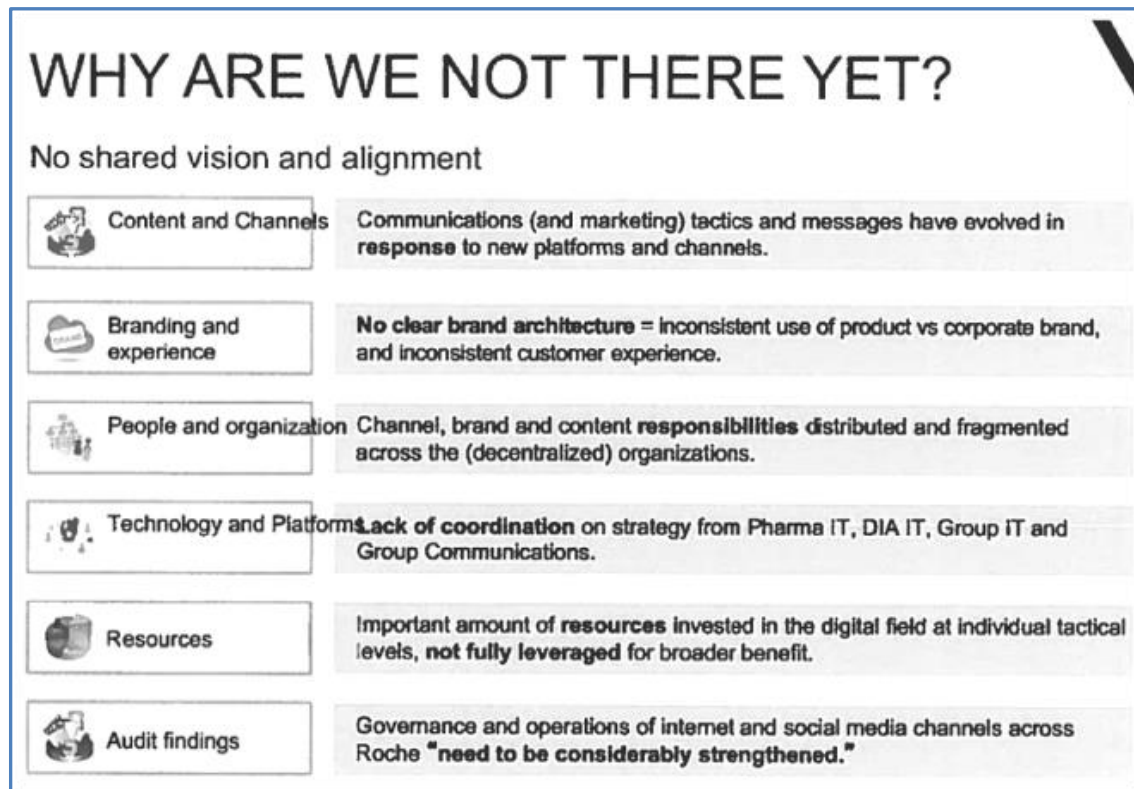 WHY ARE WE NOT THERE YET?
No shared vision and alignment
Content and Channels
Communications (and marketing) tactics and messages have evolved in
response to new platforms and channels.
Branding and
experience
No clear brand architecture = inconsistent use of product vs corporate brand,
and inconsistent customer experience.
People and organization
Channel, brand and content responsibilities distributed and fragmented
across the (decentralized) organizations.
Technology and Platforms
Lack of coordination on strategy from Pharma IT, DIA IT, Group IT and
Group Communications.
Resources
Important amount of resources invested in the digital field at individual tactical
levels, not fully leveraged for broader benefit.
Audit findings
Governance and operations of internet and social media channels across
Roche "need to be considerably strengthened."